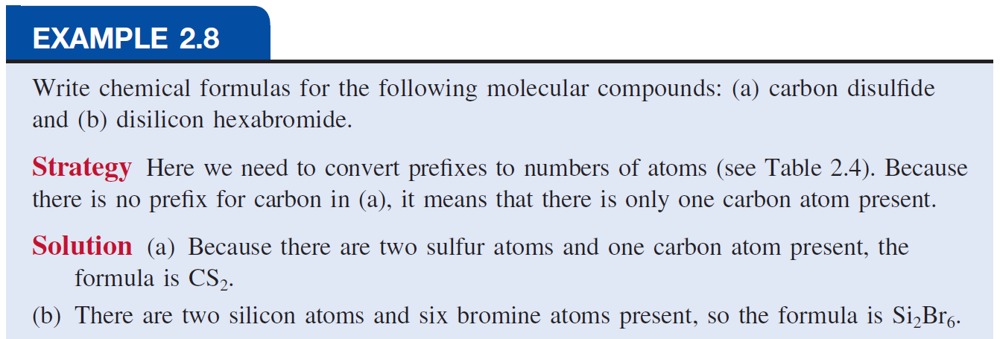 EXAMPLE 2.8
Write chemical formulas for the following molecular compounds: (a) carbon disulfide
and (b) disilicon hexabromide.
Strategy Here we need to convert prefixes to numbers of atoms (see Table 2.4). Because
there is no prefix for carbon in (a), it means that there is only one carbon atom present.
Solution (a) Because there are two sulfur atoms and one carbon atom present, the
formula is CS₂.
(b) There are two silicon atoms and six bromine atoms present, so the formula is Si₂Br₆.